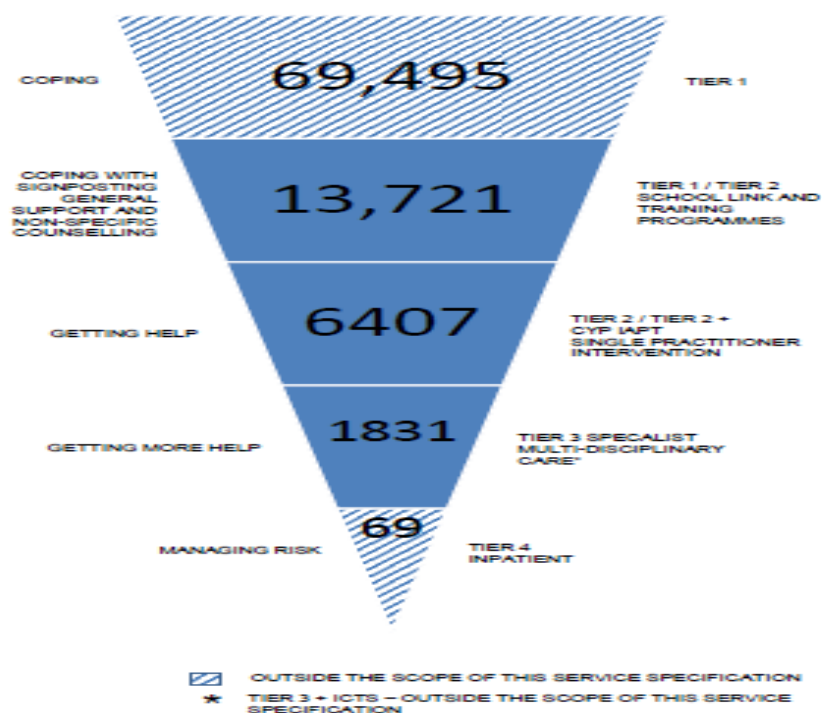 69,495
COPING
TIER 1
COPING WITH
SIGNPOSTING
GENERAL
SUPPORT AND
NON-SPECIFIC
COUNSELLING
13,721
TIER 1 / TIER 2
SCHOOL LINK AND
TRAINING
PROGRAMMES
GETTING HELP
6407
TIER 2 / TIER 2 +
CYP IAPT
SINGLE PRACTITIONER
INTERVENTION
GETTING MORE HELP
1831
TIER 3 SPECALIST
MULTI-DISCIPLINARY
CARE*
MANAGING RISK
69
TIER 4
INPATIENT
OUTSIDE THE SCOPE OF THIS SERVICE SPECIFICATION
* TIER 3 + ICTS – OUTSIDE THE SCOPE OF THIS SERVICE
SPECIFICATION